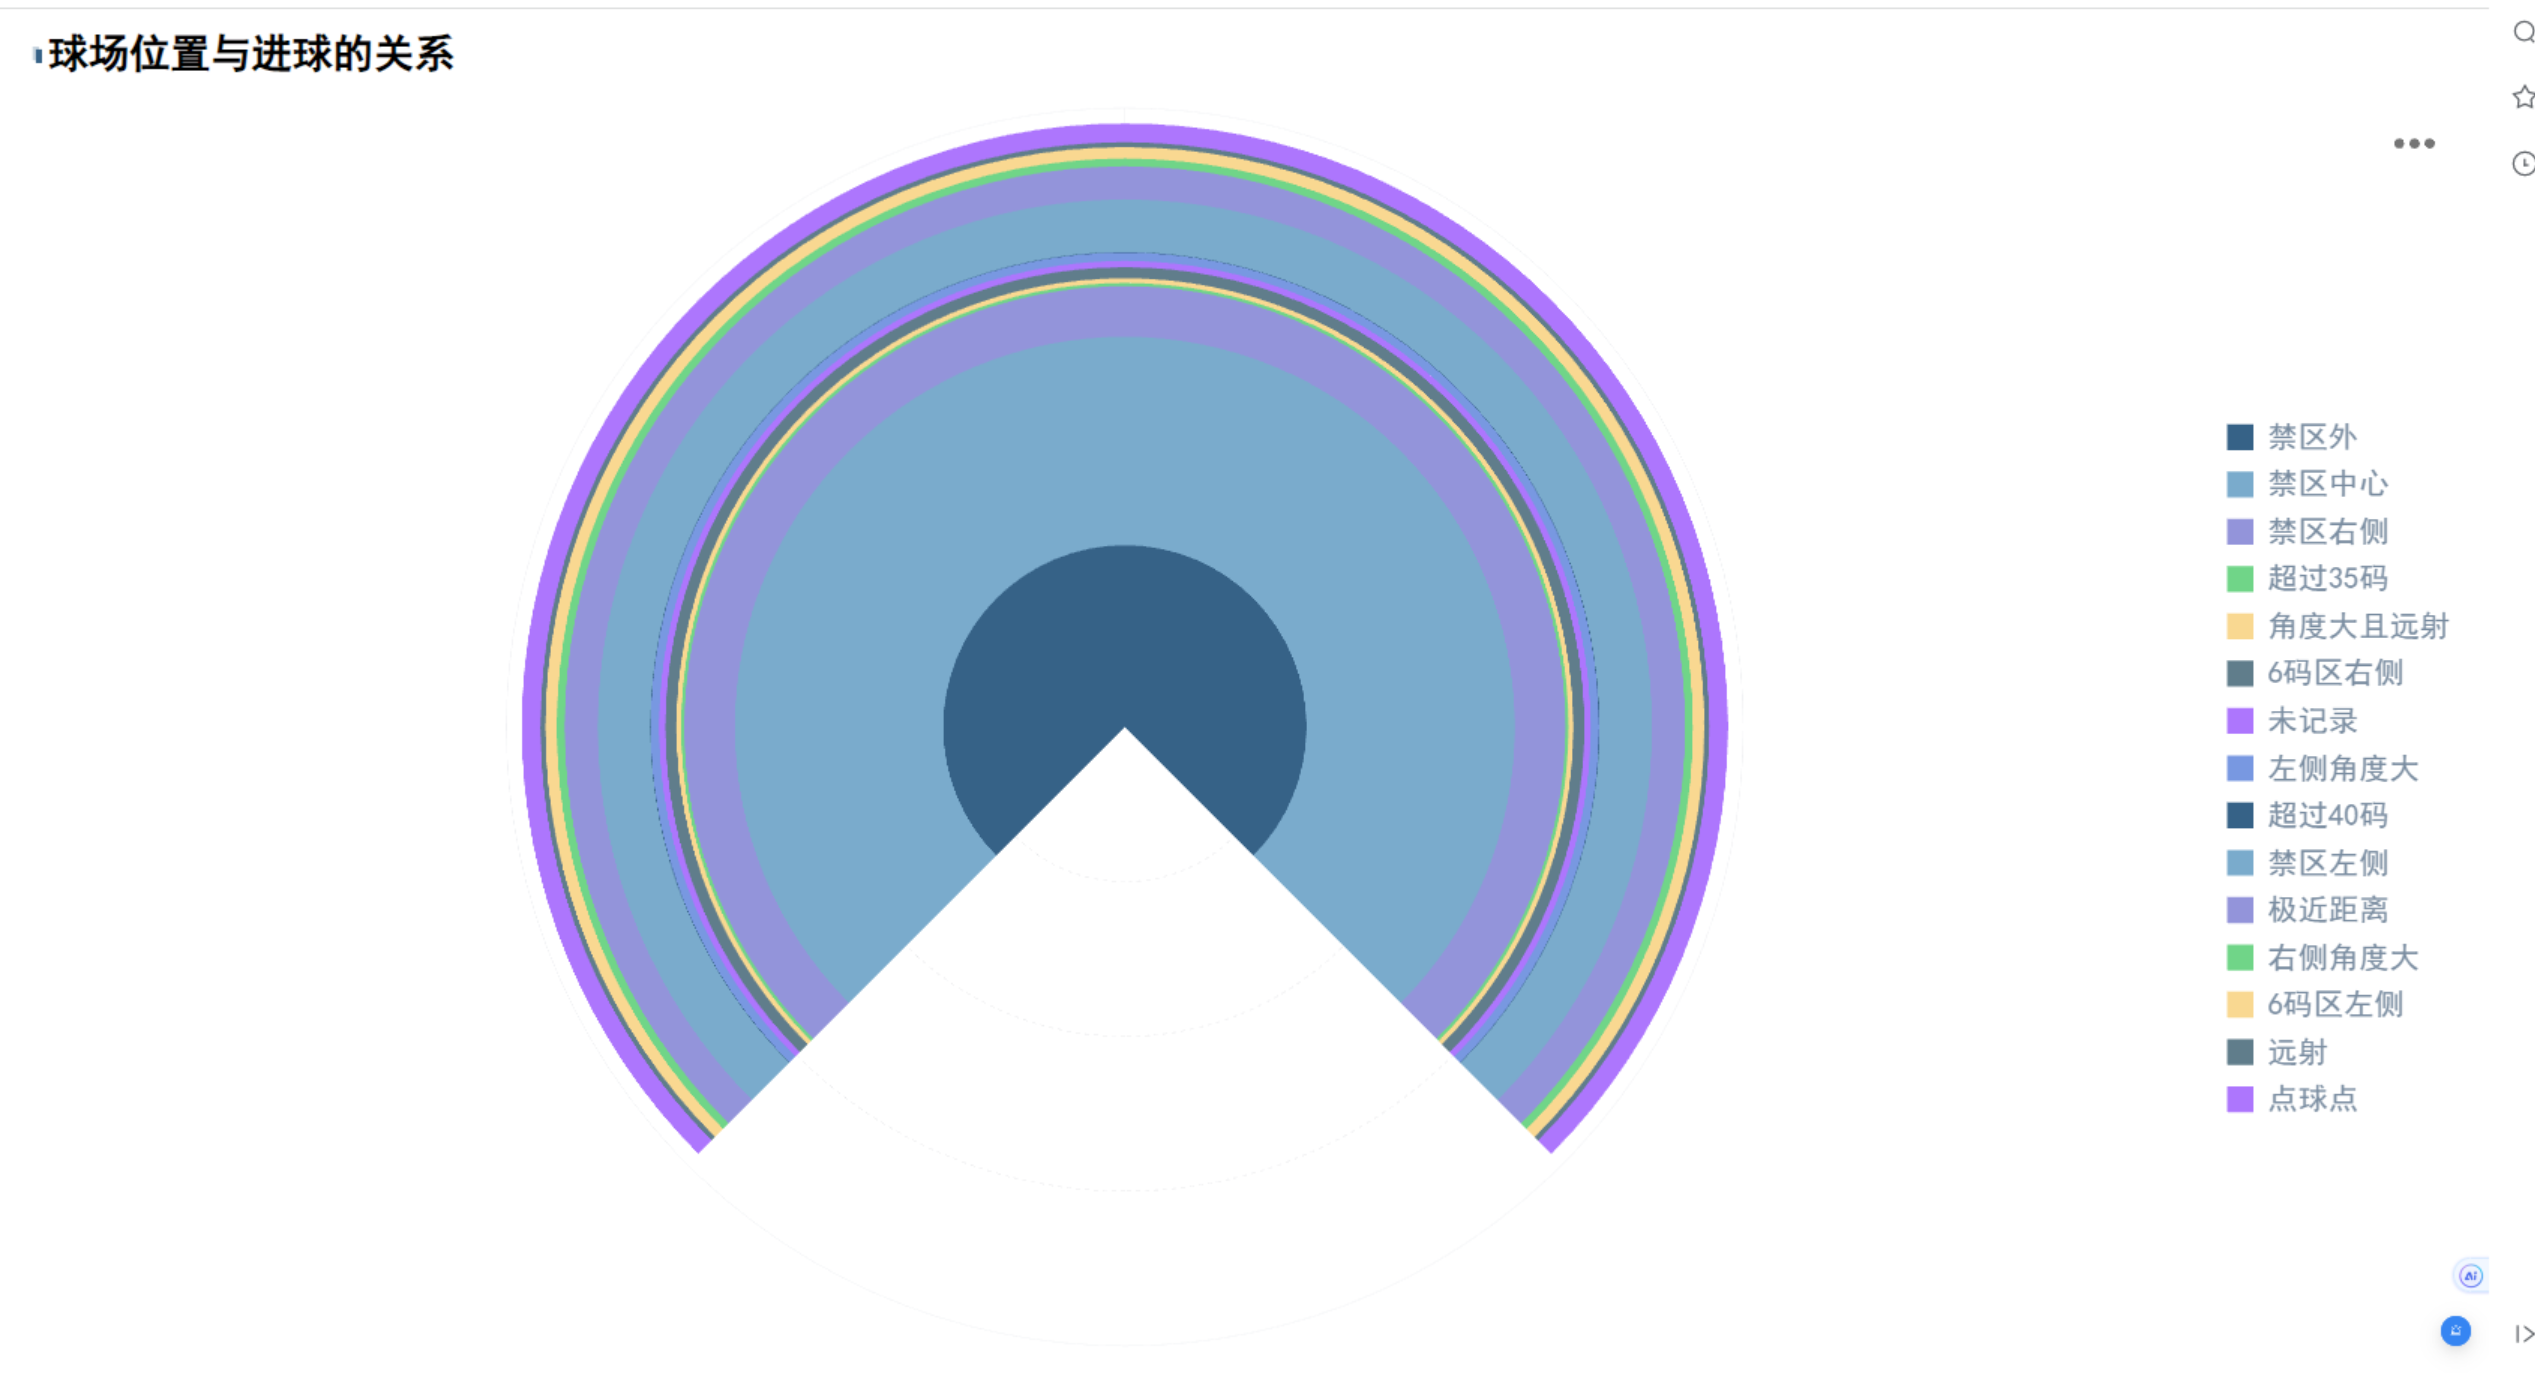 球场位置与进球的关系
禁区外
禁区中心
禁区右侧
超过35码
角度大且远射
6码区右侧
未记录
左侧角度大
超过40码
禁区左侧
极近距离
右侧角度大
6码区左侧
远射
点球点
Ai